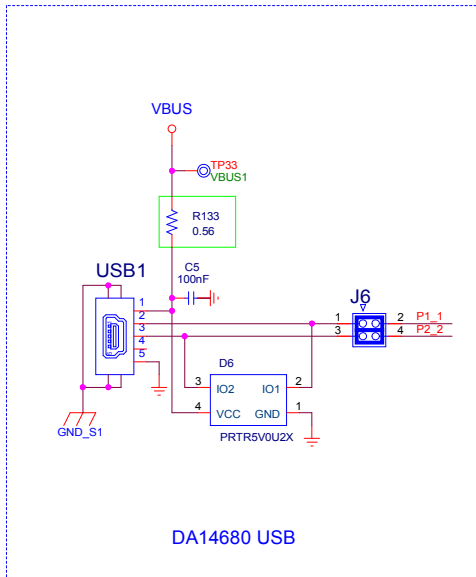 VBUS
TP33
VBUS1
R133
0.56
C5
100nF
USB1
1
2
3
4
5
J6
1
2
P1_1
3
4
P2_2
D6
3
IO2
IO1
2
4
VCC
GND
1
PRTR5V0U2X
GND_S1
DA14680 USB